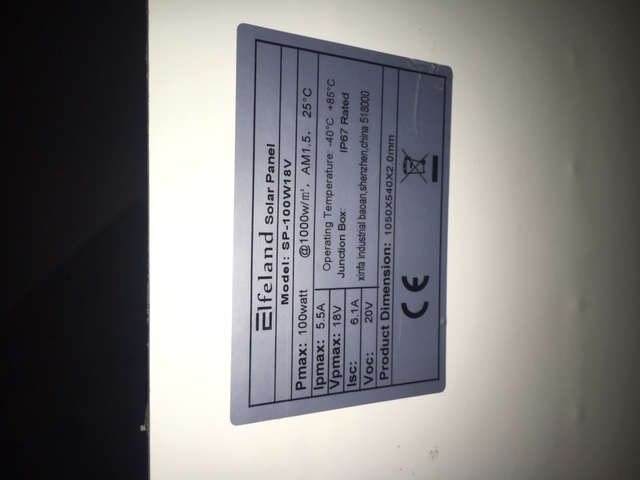 Elfeland Solar Panel
Model: SP-100W18V
Pmax: 100watt @1000w/m², AM1.5, 25°C
Ipmax: 5.5A
Vpmax: 18V
Isc: 6.1A
Voc: 20V
Operating Temperature: -40°C +85°C
Junction Box: IP67 Rated
xinfa industrial baoan,shenzhen,china 518000
Product Dimension: 1050X540X2.0mm
CE